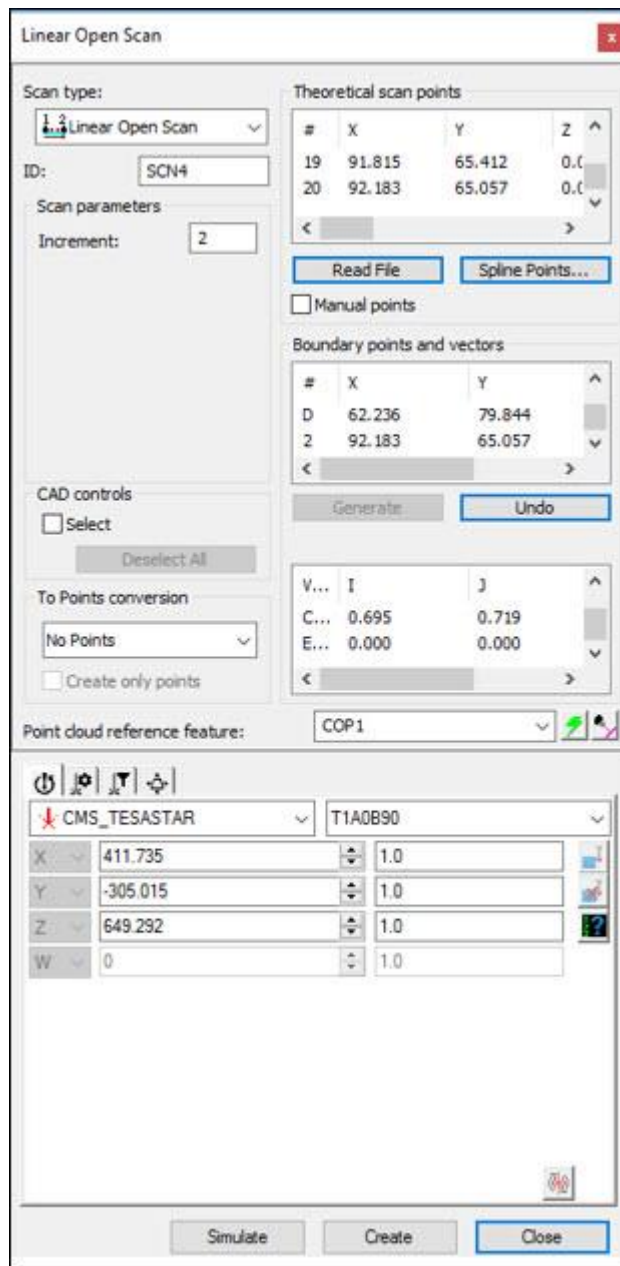 Linear Open Scan
x
Scan type:
Linear Open Scan
ID: SCN4
Scan parameters
Increment: 2
Theoretical scan points
# X Y Z
19 91.815 65.412 0.0
20 92.183 65.057 0.0
Read File Spline Points...
Manual points
Boundary points and vectors
# X Y
D 62.236 79.844
2 92.183 65.057
Generate Undo
CAD controls
Select
Deselect All
V... I J
C... 0.695 0.719
E... 0.000 0.000
To Points conversion
No Points
Create only points
Point cloud reference feature: COP1
CMS_TESASTAR T1A0B90
X 411.735 1.0
Y -305.015 1.0
Z 649.292 1.0
W 0 1.0
Simulate Create Close